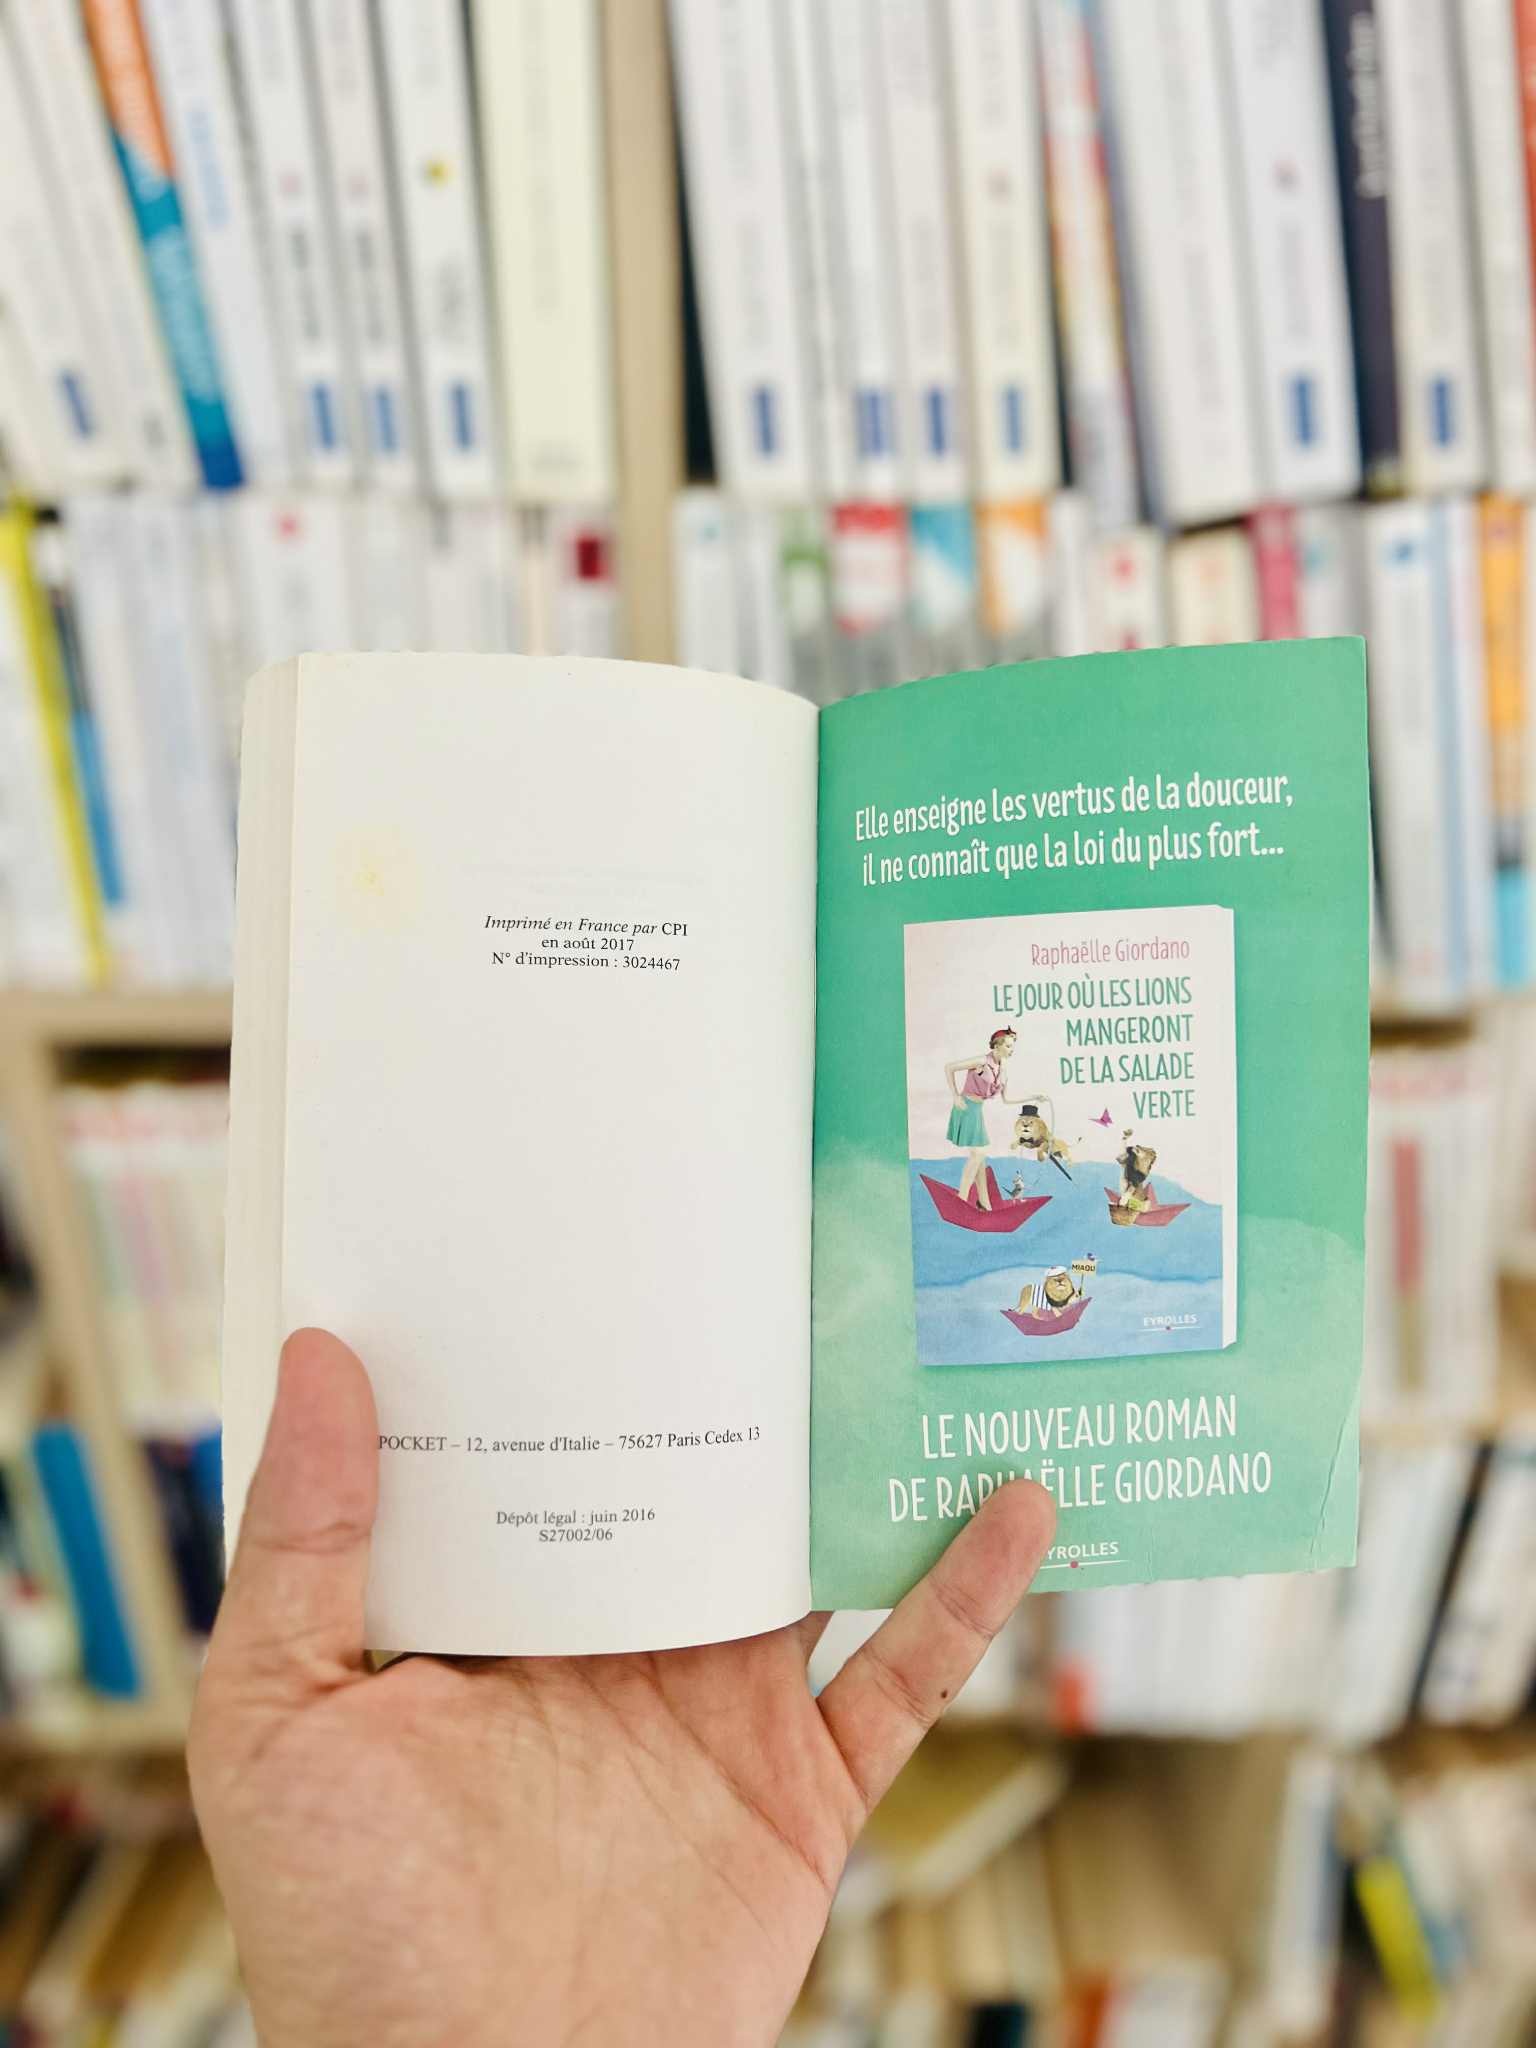 Imprimé en France par CPI
en août 2017
N° d'impression : 3024467
POCKET – 12, avenue d'Italie – 75627 Paris Cedex 13
Dépôt légal : juin 2016
S27002/06
Elle enseigne les vertus de la douceur,
il ne connaît que la loi du plus fort...
Raphaëlle Giordano
LE JOUR OÙ LES LIONS
MANGERONT
DE LA SALADE
VERTE
MIAOU
EYROLLES
LE NOUVEAU ROMAN
DE RAPHAËLLE GIORDANO
YROLLES